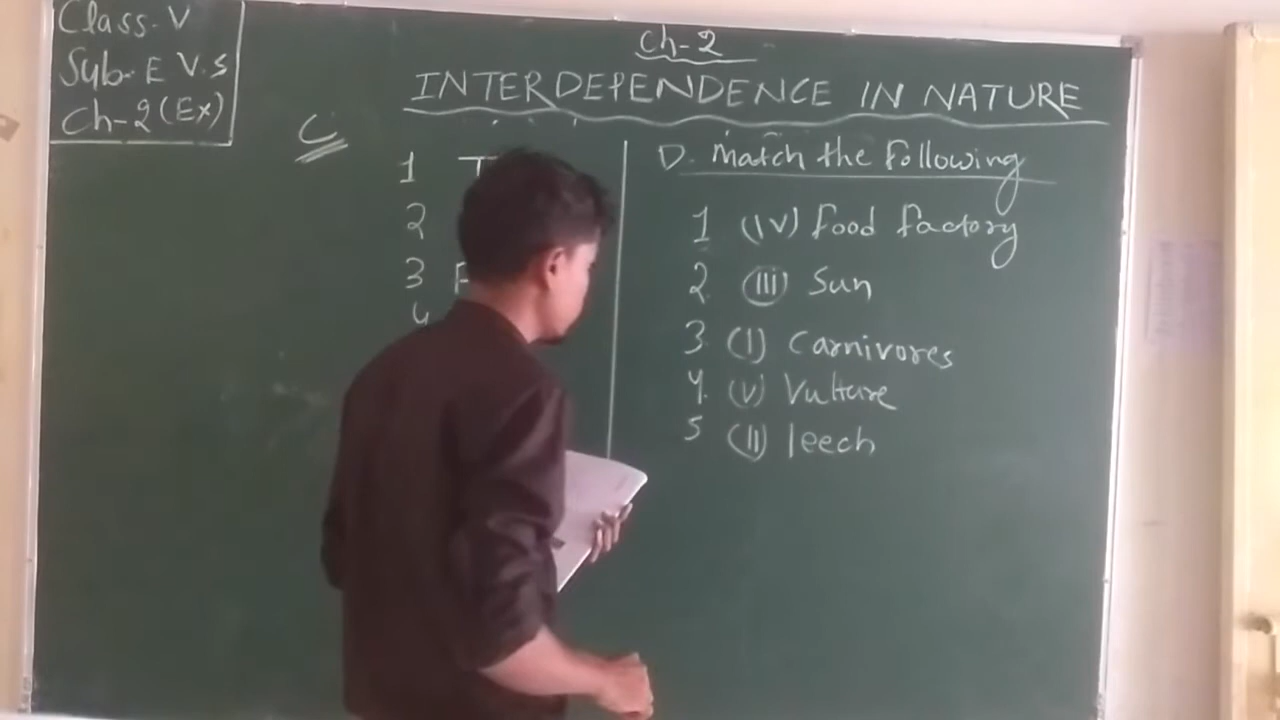 Class- V
Sub- E V.S
Ch-2 (Ex)
Ch-2
INTERDEPENDENCE IN NATURE
C
1 T
2
3
4
D. Match the Following
1 (IV) Food Factory
2. (III) Sun
3. (I) Carnivores
4. (V) Vulture
5 (II) leech